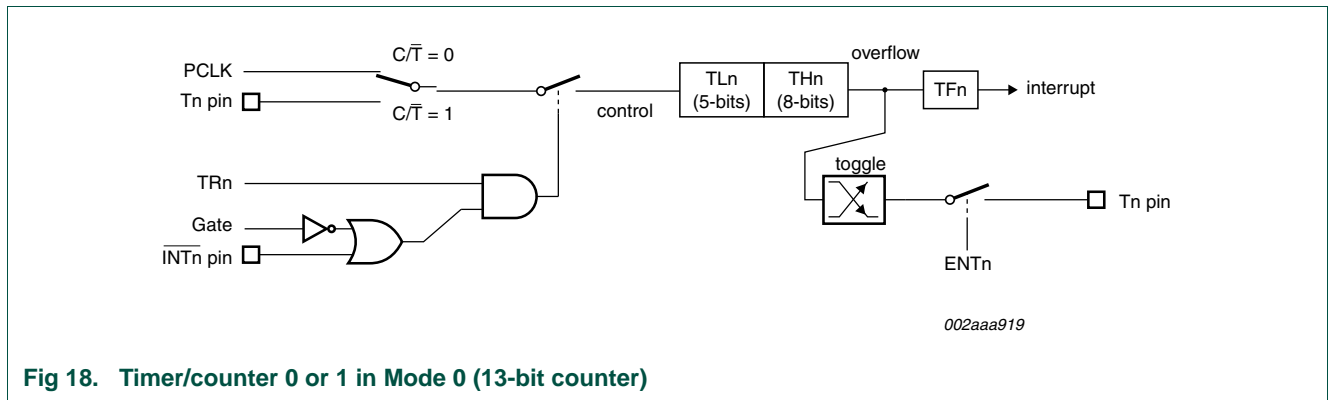 C/T̅ = 0
PCLK
Tn pin
C/T̅ = 1
control
TLn
(5-bits)
THn
(8-bits)
overflow
TFn
interrupt
toggle
Tn pin
ENTn
TRn
Gate
I̅N̅T̅n̅ pin
002aaa919
Fig 18. Timer/counter 0 or 1 in Mode 0 (13-bit counter)